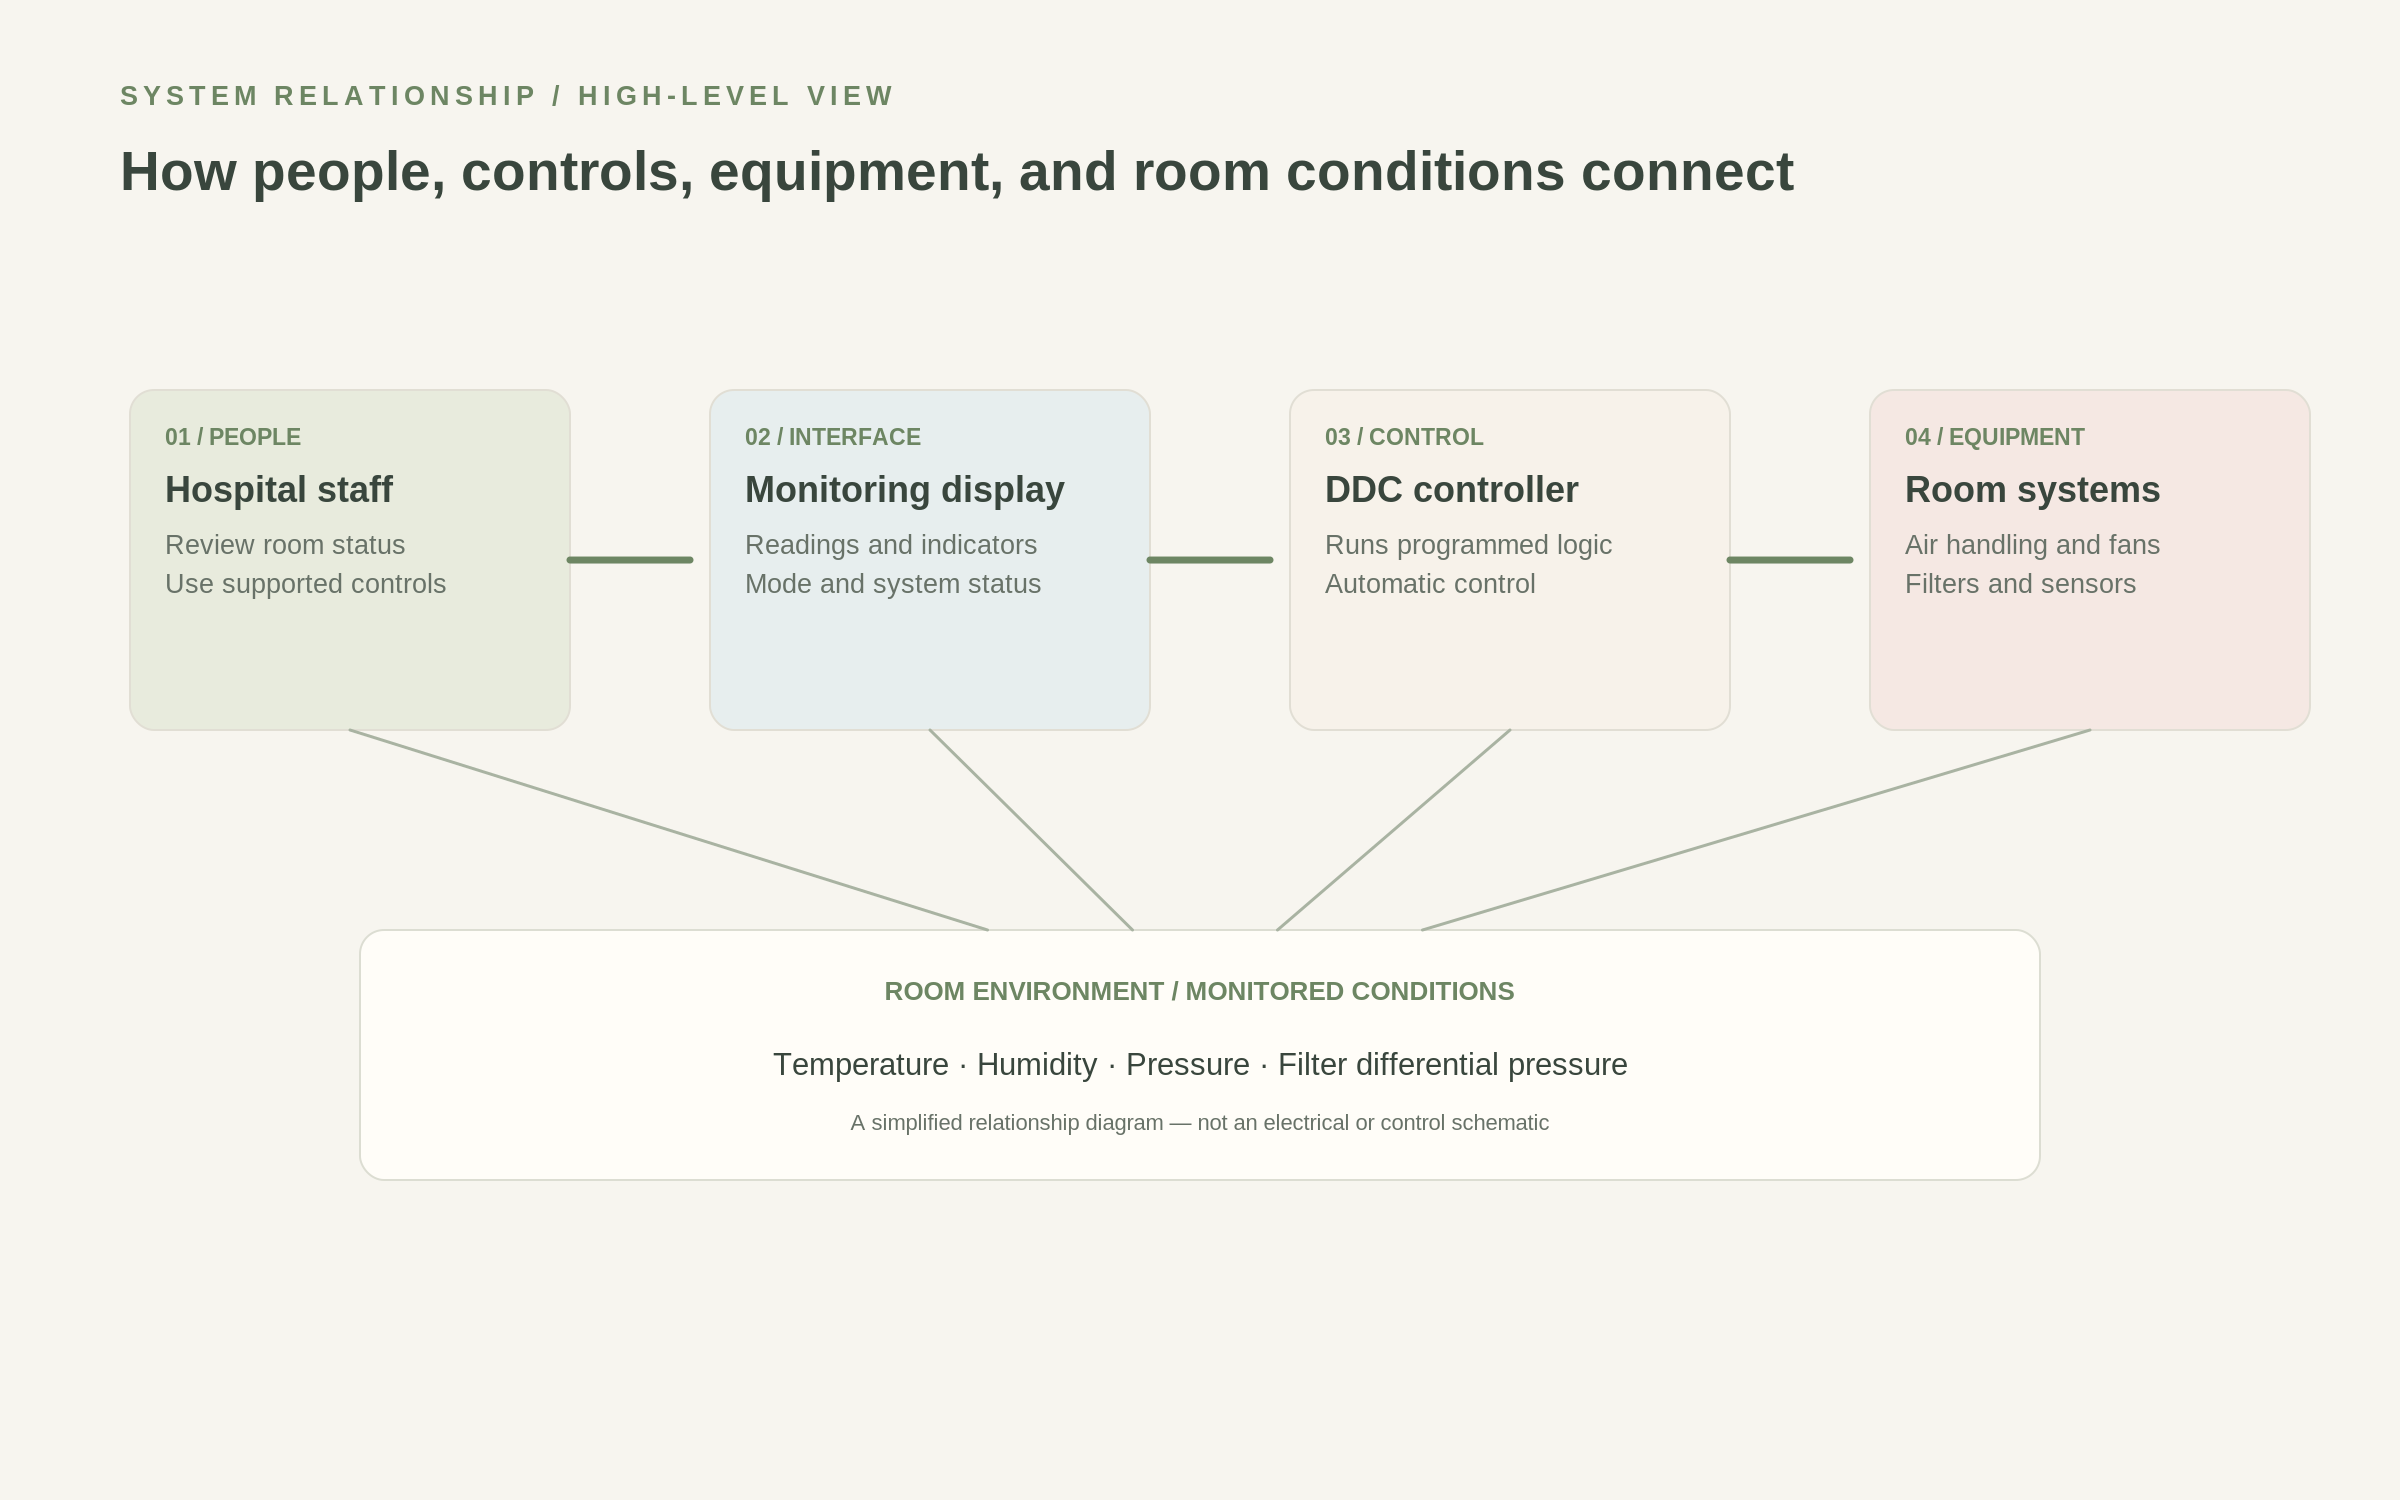 SYSTEM RELATIONSHIP / HIGH-LEVEL VIEW
How people, controls, equipment, and room conditions connect
01 / PEOPLE
Hospital staff
Review room status
Use supported controls
02 / INTERFACE
Monitoring display
Readings and indicators
Mode and system status
03 / CONTROL
DDC controller
Runs programmed logic
Automatic control
04 / EQUIPMENT
Room systems
Air handling and fans
Filters and sensors
ROOM ENVIRONMENT / MONITORED CONDITIONS
Temperature · Humidity · Pressure · Filter differential pressure
A simplified relationship diagram — not an electrical or control schematic